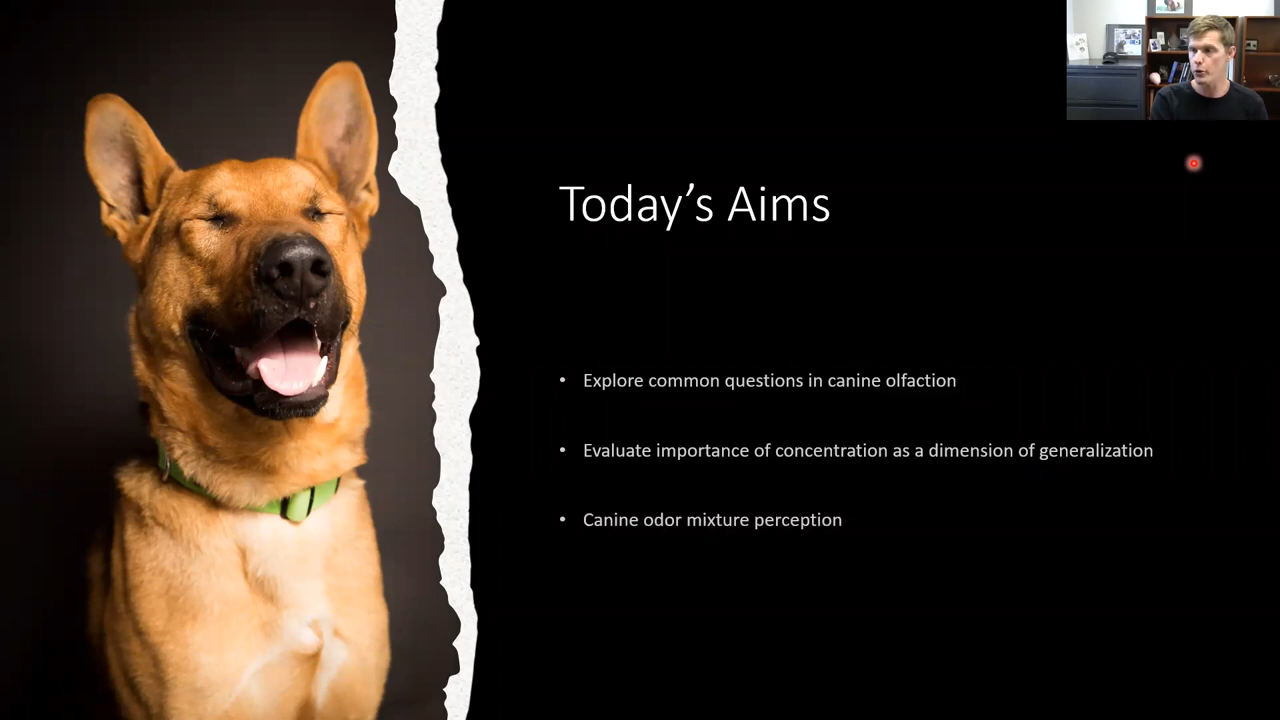 Today’s Aims
• Explore common questions in canine olfaction
• Evaluate importance of concentration as a dimension of generalization
• Canine odor mixture perception